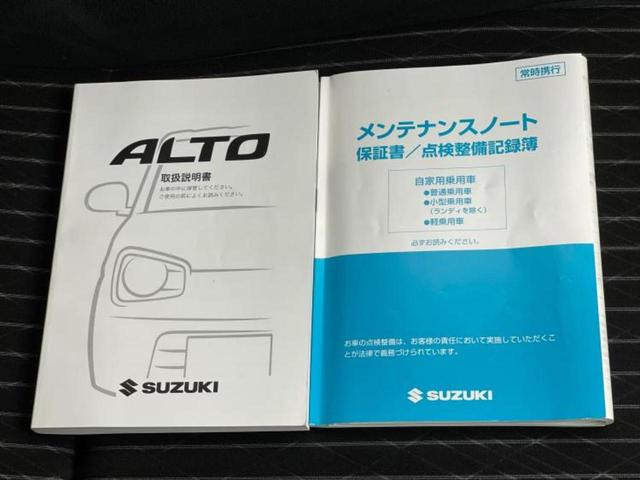 ALTO
取扱説明書
お車の中に保管してください。
ご使用の前によくお読みください。
SUZUKI
常時携行
メンテナンスノート
保証書／点検整備記録簿
自家用乗用車
●普通乗用車
●小型乗用車
(ランディを除く)
●軽乗用車
必ずお読みください。
お車の点検整備は、お客様の責任において実施していただくこ
とが法律で義務づけられています。
SUZUKI